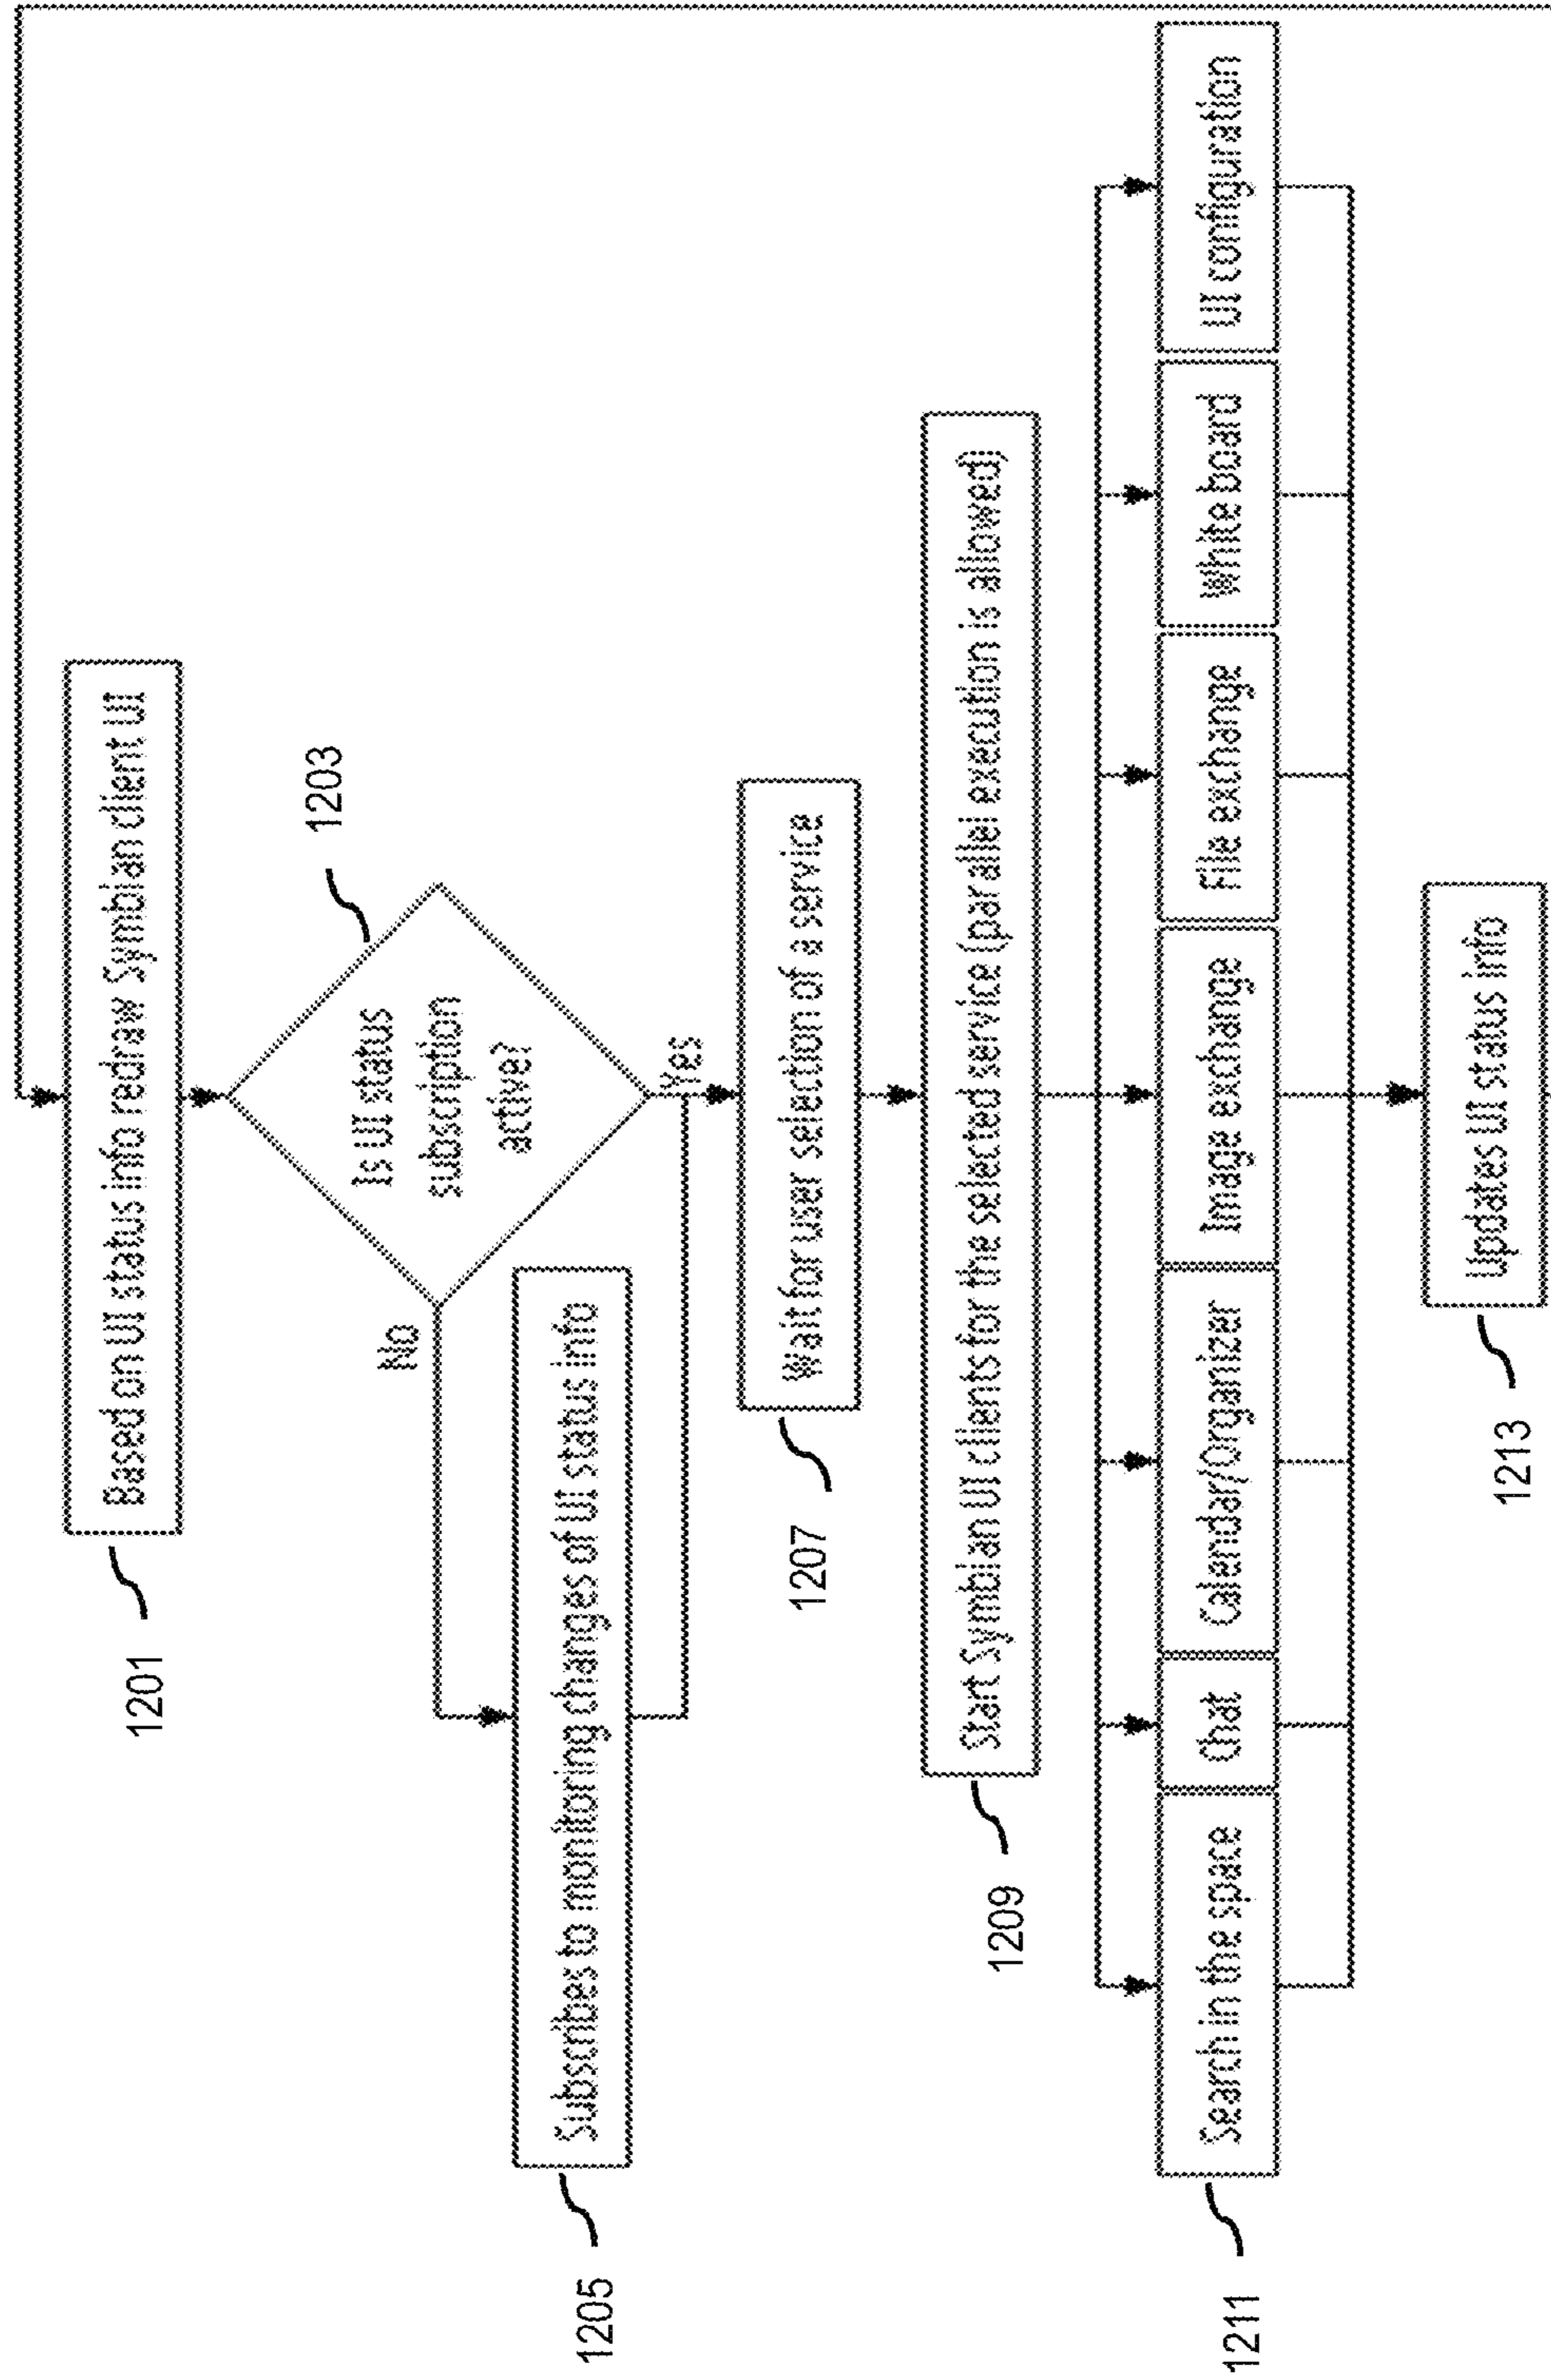 Based on UI status info redraw Symbian client UI
1201
Is UI status
subscription
active?
1203
No
Yes
Subscribes to monitoring changes of UI status info
1205
Wait for user selection of a service
1207
Start Symbian UI clients for the selected service (parallel execution is allowed)
1209
Search in the space
Chat
Calendar/Organizer
Image exchange
File exchange
White board
UI configuration
1211
Updates UI status info
1213